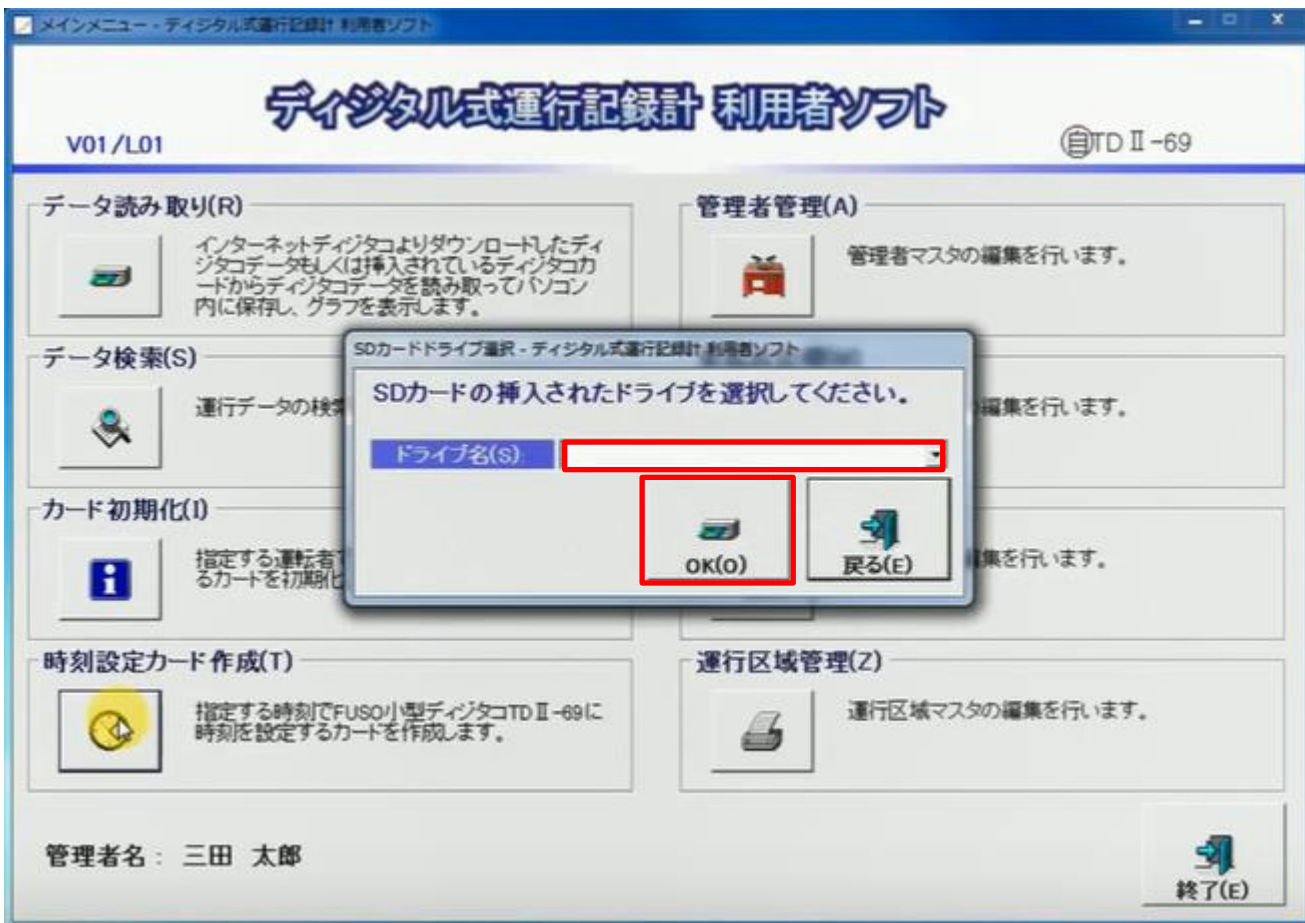 メインメニュー - ディジタル式運行記録計 利用者ソフト
ディジタル式運行記録計 利用者ソフト
V01/L01
自TDⅡ-69
データ読み取り(R)
インターネットディジタコよりダウンロードしたディ
ジタコデータもしくは挿入されているディジタコカ
ードからディジタコデータを読み取ってパソコン
内に保存し、グラフを表示します。
管理者管理(A)
管理者マスタの編集を行います。
データ検索(S)
運行データの検索
編集を行います。
SDカードドライブ選択 - ディジタル式運行記録計 利用者ソフト
SDカードの挿入されたドライブを選択してください。
ドライブ名(S):
OK(O)
戻る(E)
カード初期化(I)
指定する運転者で
るカードを初期化
編集を行います。
時刻設定カード作成(T)
指定する時刻でFUSO小型ディジタコTDⅡ-69に
時刻を設定するカードを作成します。
運行区域管理(Z)
運行区域マスタの編集を行います。
管理者名: 三田 太郎
終了(E)